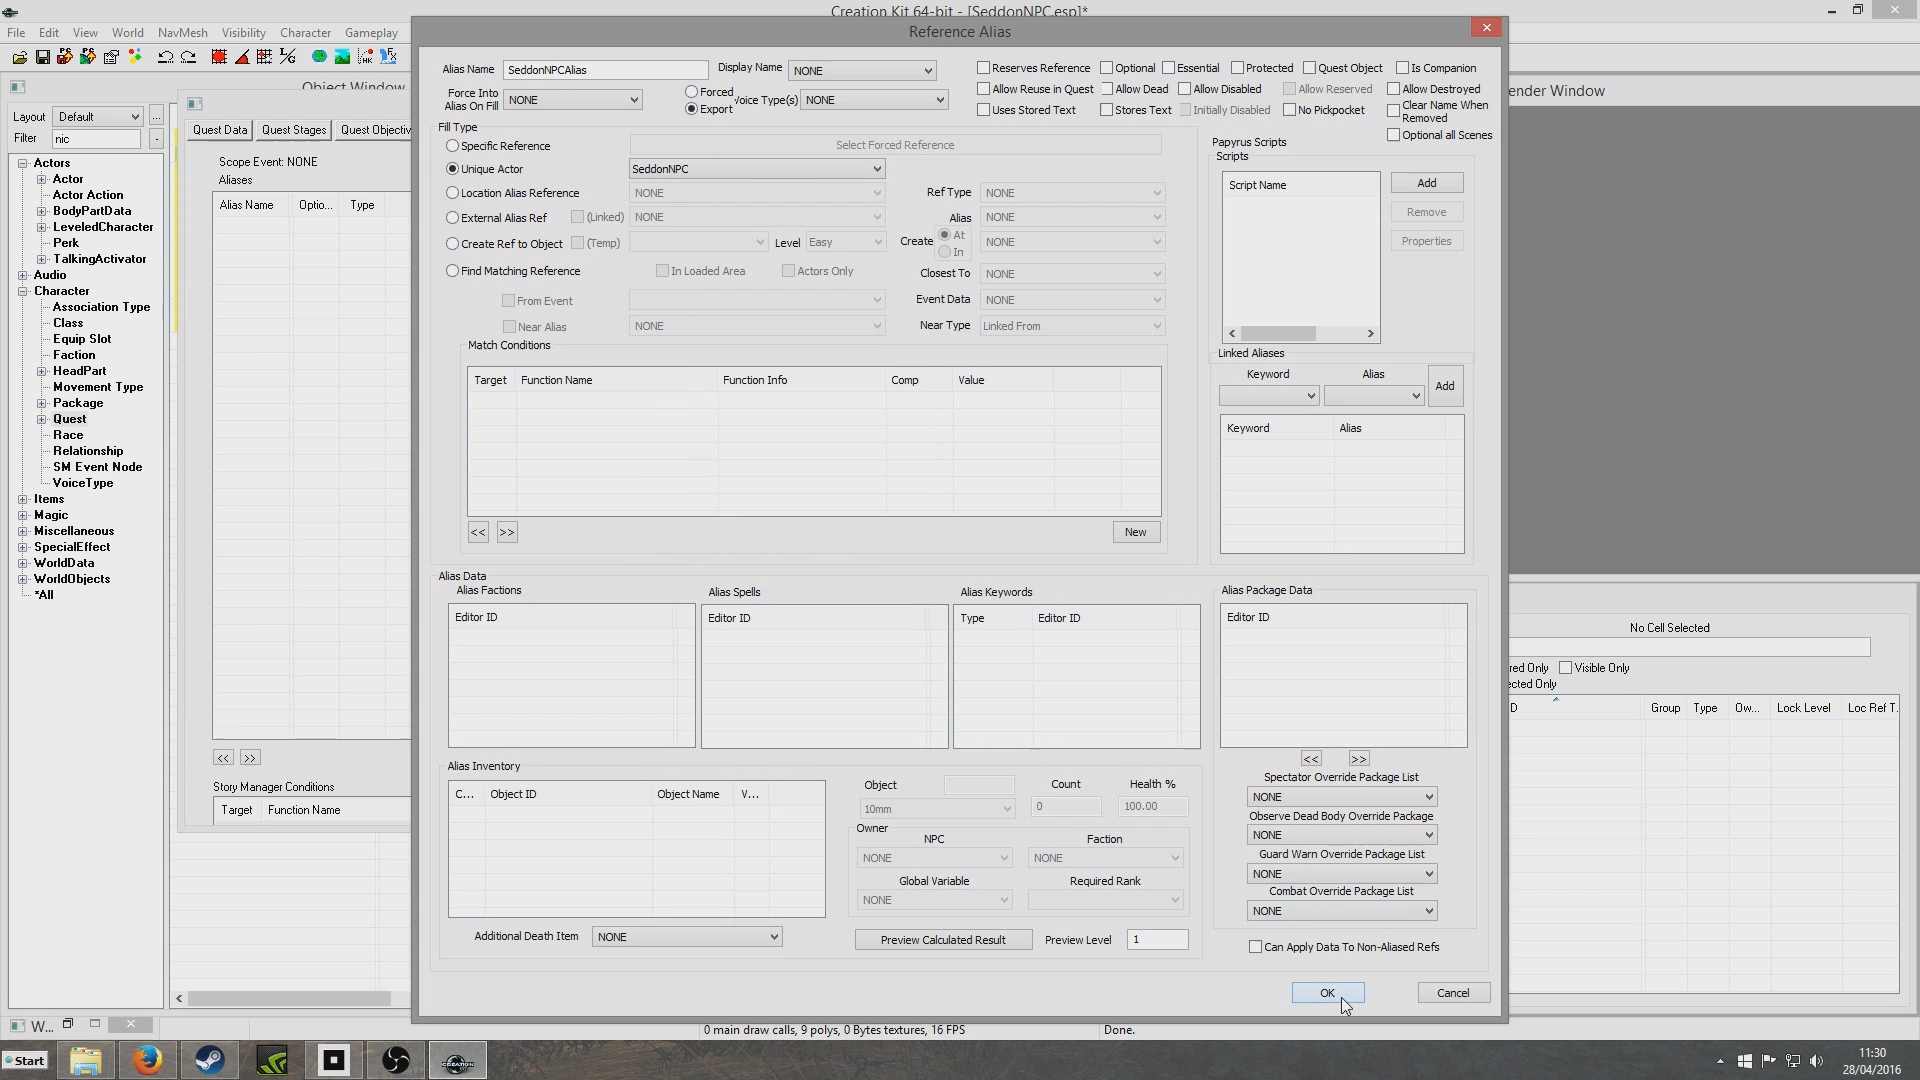 Creation Kit 64-bit - [SeddonNPC.esp]*
File Edit View World NavMesh Visibility Character Gameplay
Reference Alias
Object Window
Render Window
Layout Default ...
Filter nic
Actors
Actor
Actor Action
BodyPartData
LeveledCharacter
Perk
TalkingActivator
Audio
Character
Association Type
Class
Equip Slot
Faction
HeadPart
Movement Type
Package
Quest
Race
Relationship
SM Event Node
VoiceType
Items
Magic
Miscellaneous
SpecialEffect
WorldData
WorldObjects
*All
Quest Data Quest Stages Quest Objectiv
Scope Event: NONE
Aliases
Alias Name Optio... Type
<< >>
Story Manager Conditions
Target Function Name
Alias Name SeddonNPCAlias Display Name NONE
Force Into Alias On Fill NONE Forced Export Voice Type(s) NONE
Reserves Reference Optional Essential Protected Quest Object Is Companion
Allow Reuse in Quest Allow Dead Allow Disabled Allow Reserved Allow Destroyed
Uses Stored Text Stores Text Initially Disabled No Pickpocket Clear Name When Removed
Optional all Scenes
Fill Type
Specific Reference Select Forced Reference
Unique Actor SeddonNPC
Location Alias Reference NONE Ref Type NONE
External Alias Ref (Linked) NONE Alias NONE
Create Ref to Object (Temp) Level Easy Create At In NONE
Find Matching Reference In Loaded Area Actors Only Closest To NONE
From Event Event Data NONE
Near Alias NONE Near Type Linked From
Match Conditions
Target Function Name Function Info Comp Value
<< >> New
Papyrus Scripts
Scripts
Script Name
Add
Remove
Properties
Linked Aliases
Keyword Alias
Add
Keyword Alias
Alias Data
Alias Factions Alias Spells Alias Keywords Alias Package Data
Editor ID Editor ID Type Editor ID Editor ID
<< >>
Spectator Override Package List
NONE
Observe Dead Body Override Package
NONE
Guard Warn Override Package List
NONE
Combat Override Package List
NONE
Can Apply Data To Non-Aliased Refs
Alias Inventory
C... Object ID Object Name V...
Object Count Health %
10mm 0 100.00
Owner
NPC Faction
NONE NONE
Global Variable Required Rank
NONE
Additional Death Item NONE Preview Calculated Result Preview Level 1
OK Cancel
No Cell Selected
red Only Visible Only
ected Only
D Group Type Ow... Lock Level Loc Ref T.
W...
0 main draw calls, 9 polys, 0 Bytes textures, 16 FPS Done.
Start
CREATION
11:30
28/04/2016